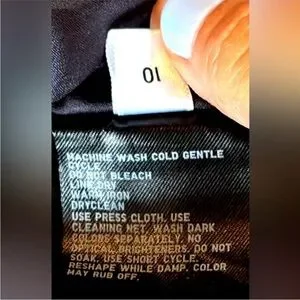 10
MACHINE WASH COLD GENTLE
CYCLE
DO NOT BLEACH
LINE DRY
WARM IRON
DRYCLEAN
USE PRESS CLOTH. USE
CLEANING NET. WASH DARK
COLORS SEPARATELY. NO
OPTICAL BRIGHTENERS. DO NOT
SOAK. USE SHORT CYCLE.
RESHAPE WHILE DAMP. COLOR
MAY RUB OFF.